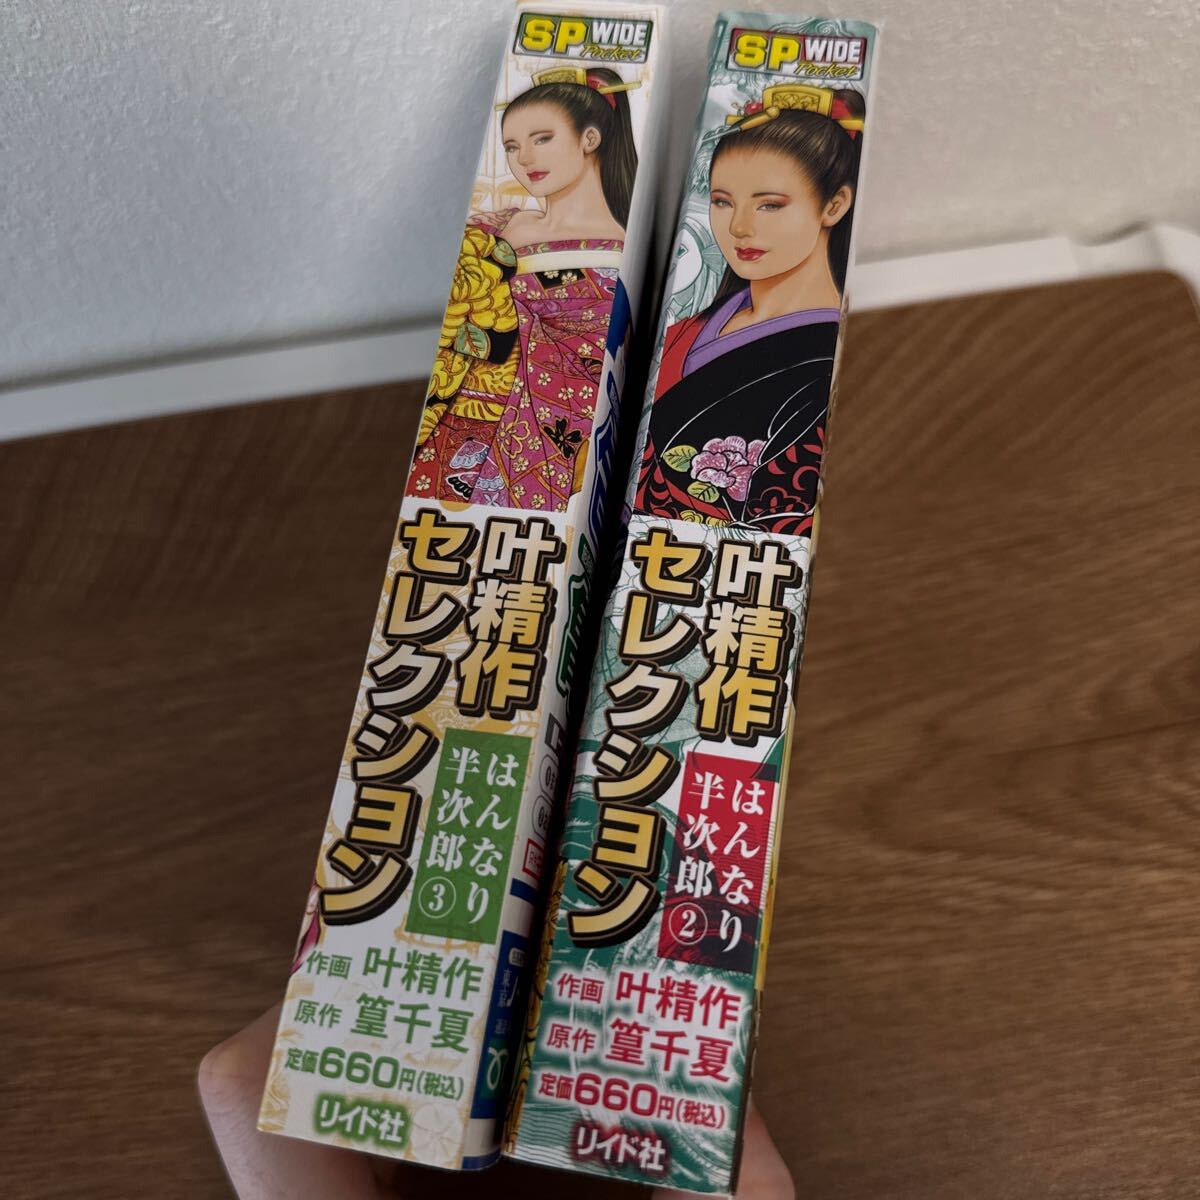 SP WIDE
Pocket
叶精作
セレクション
はんなり
半次郎③
作画 叶精作
原作 篁千夏
定価660円(税込)
リイド社
SP WIDE
Pocket
叶精作
セレクション
はんなり
半次郎②
作画 叶精作
原作 篁千夏
定価660円(税込)
リイド社